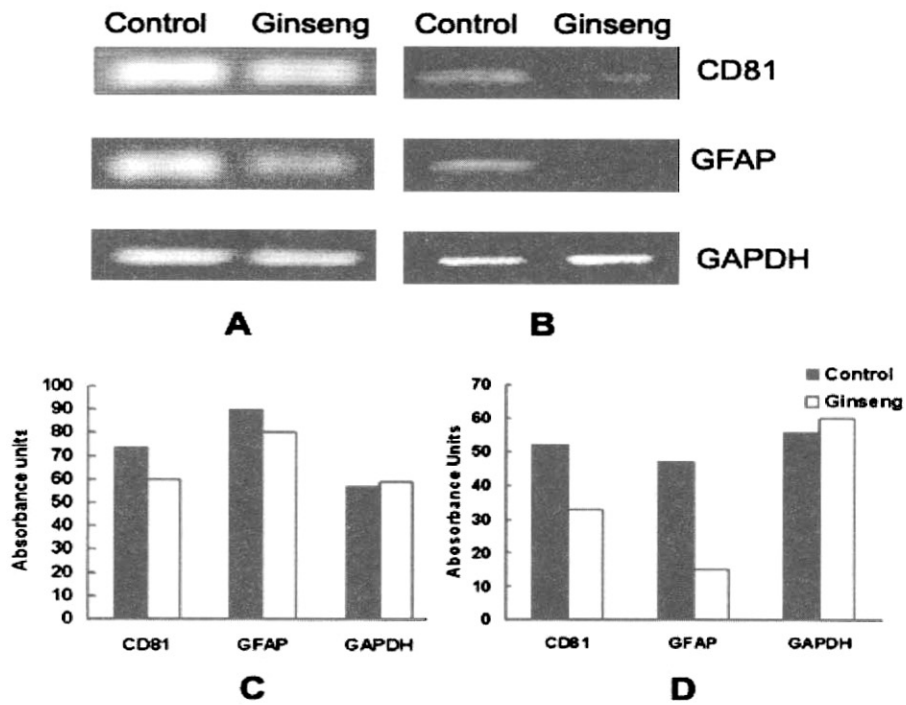 Control Ginseng Control Ginseng
CD81
GFAP
GAPDH
A B
100
90
80
70
60
50
40
30
20
10
0
Absorbance units
CD81 GFAP GAPDH
C
70
60
50
40
30
20
10
0
Abosorbance Units
Control
Ginseng
CD81 GFAP GAPDH
D